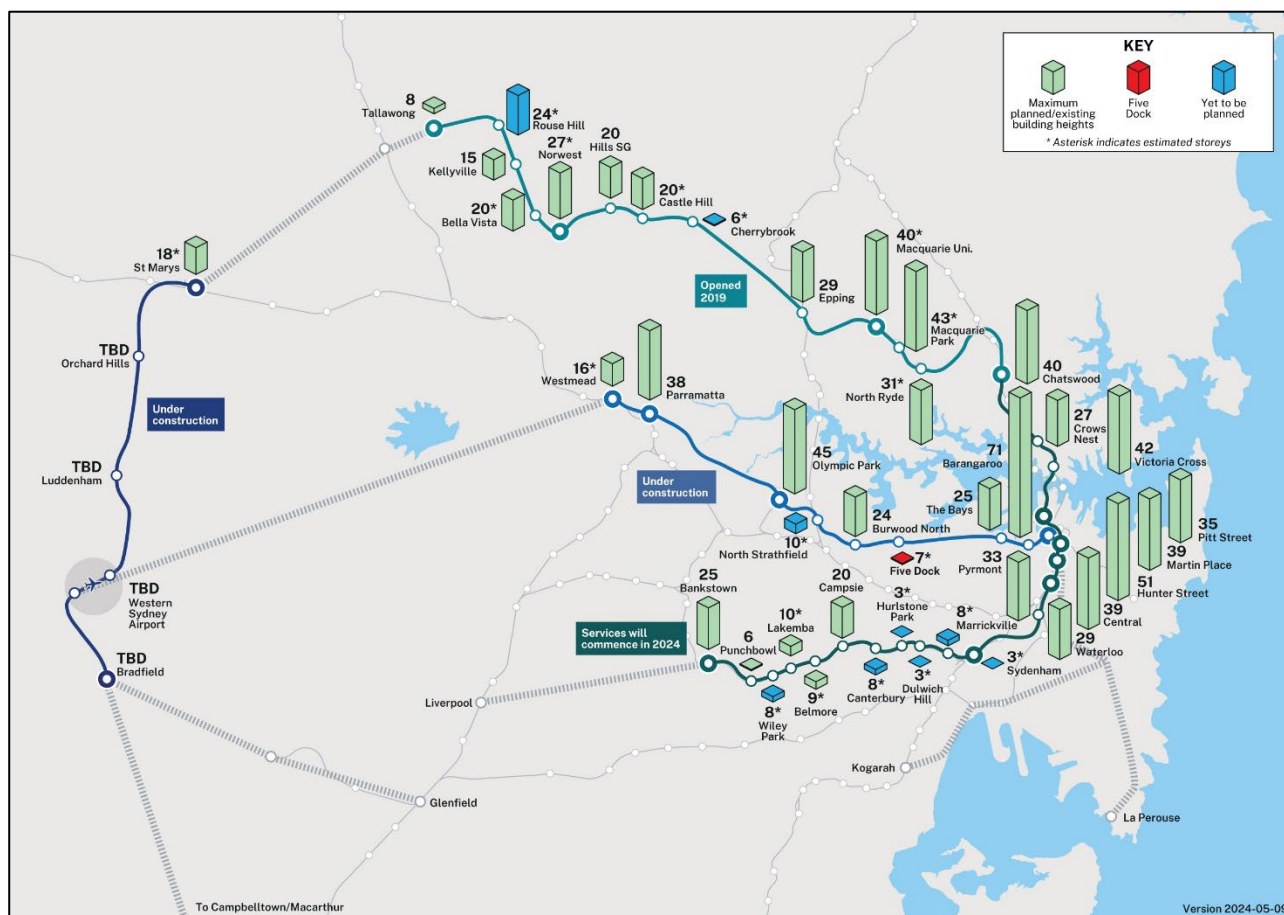 KEY
Maximum
planned/existing
building heights
Five
Dock
Yet to be
planned
* Asterisk indicates estimated storeys
8
Tallawong
24*
Rouse Hill
15
Kellyville
27*
Norwest
20*
Bella Vista
20
Hills SG
20*
Castle Hill
6*
Cherrybrook
29
Epping
40*
Macquarie Uni.
43*
Macquarie
Park
31*
North Ryde
40
Chatswood
27
Crows
Nest
42
Victoria Cross
Opened
2019
18*
St Marys
TBD
Orchard Hills
Under
construction
TBD
Luddenham
TBD
Western
Sydney
Airport
TBD
Bradfield
16*
Westmead
38
Parramatta
Under
construction
45
Olympic Park
10*
North Strathfield
24
Burwood North
7*
Five Dock
25
The Bays
71
Barangaroo
33
Pyrmont
35
Pitt Street
39
Martin Place
51
Hunter Street
39
Central
29
Waterloo
3*
Sydenham
8*
Marrickville
3*
Dulwich
Hill
3*
Hurlstone
Park
8*
Canterbury
20
Campsie
9*
Belmore
10*
Lakemba
8*
Wiley
Park
6
Punchbowl
25
Bankstown
Services will
commence in 2024
Liverpool
Glenfield
Kogarah
La Perouse
To Campbelltown/Macarthur
Version 2024-05-09